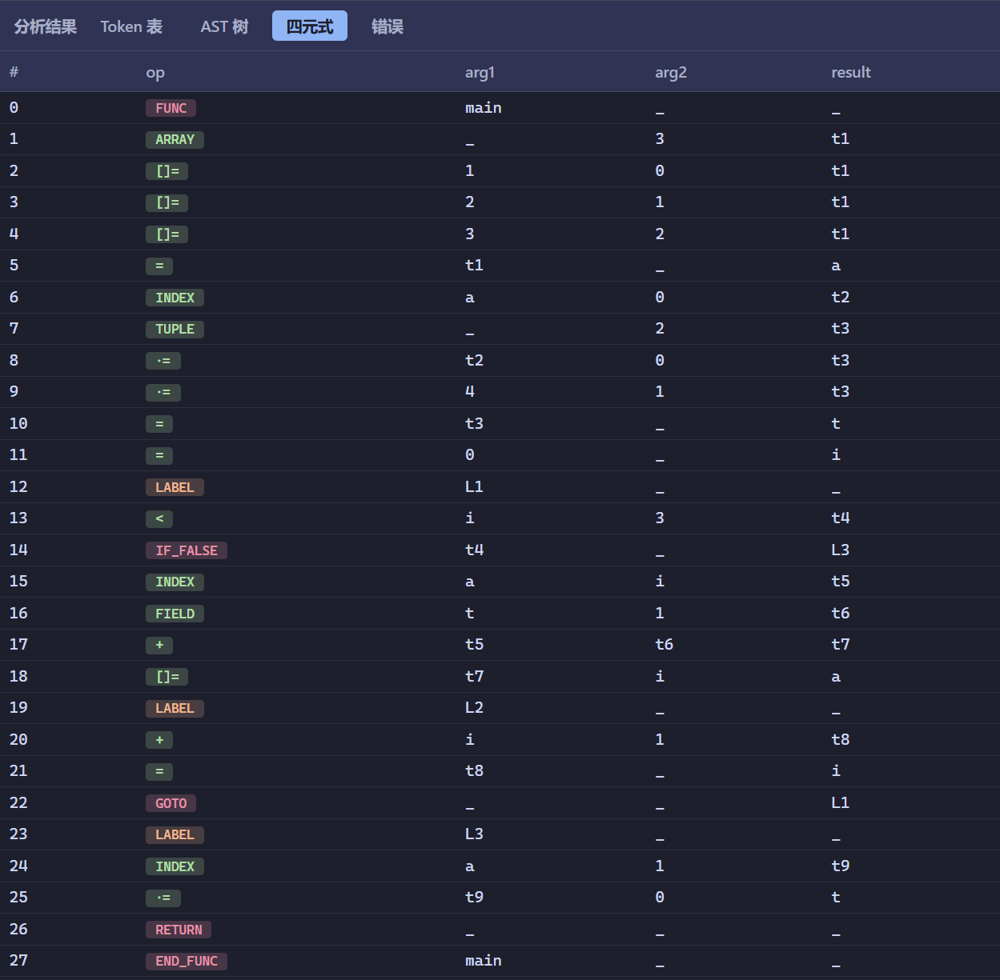 分析结果 Token 表 AST 树 四元式 错误
# op arg1 arg2 result
0 FUNC main _ _
1 ARRAY _ 3 t1
2 []= 1 0 t1
3 []= 2 1 t1
4 []= 3 2 t1
5 = t1 _ a
6 INDEX a 0 t2
7 TUPLE _ 2 t3
8 ·= t2 0 t3
9 ·= 4 1 t3
10 = t3 _ t
11 = 0 _ i
12 LABEL L1 _ _
13 < i 3 t4
14 IF_FALSE t4 _ L3
15 INDEX a i t5
16 FIELD t 1 t6
17 + t5 t6 t7
18 []= t7 i a
19 LABEL L2 _ _
20 + i 1 t8
21 = t8 _ i
22 GOTO _ _ L1
23 LABEL L3 _ _
24 INDEX a 1 t9
25 ·= t9 0 t
26 RETURN _ _ _
27 END_FUNC main _ _